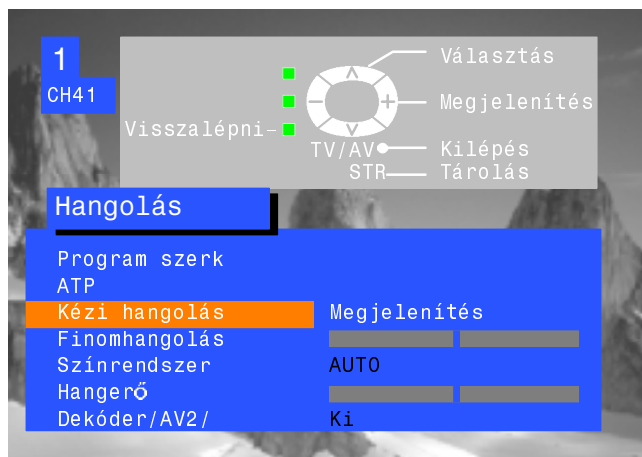 1
CH41
Választás
Megjelenítés
Visszalépni
TV/AV Kilépés
STR Tárolás
Hangolás
Program szerk
ATP
Kézi hangolás Megjelenítés
Finomhangolás
Színrendszer AUTO
Hangerő
Dekóder/AV2/ Ki